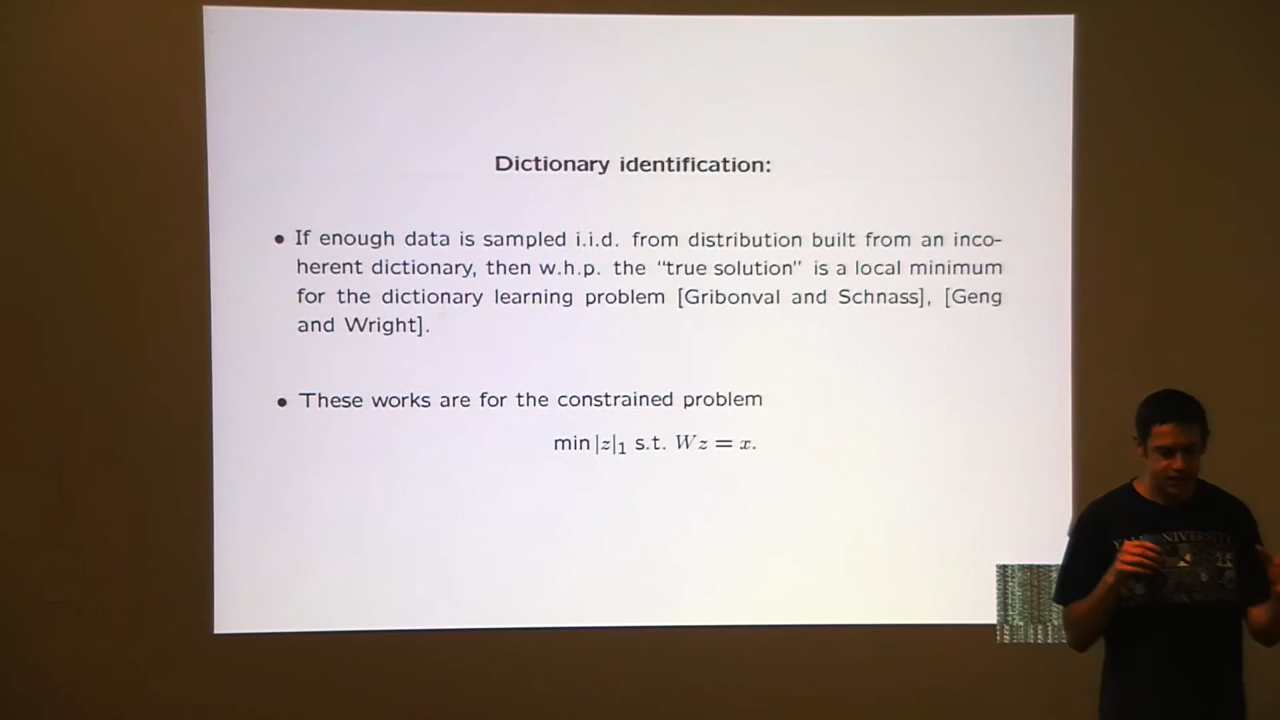 Dictionary identification:
• If enough data is sampled i.i.d. from distribution built from an inco-
herent dictionary, then w.h.p. the “true solution” is a local minimum
for the dictionary learning problem [Gribonval and Schnass], [Geng
and Wright].
• These works are for the constrained problem
min |z|₁ s.t. Wz = x.